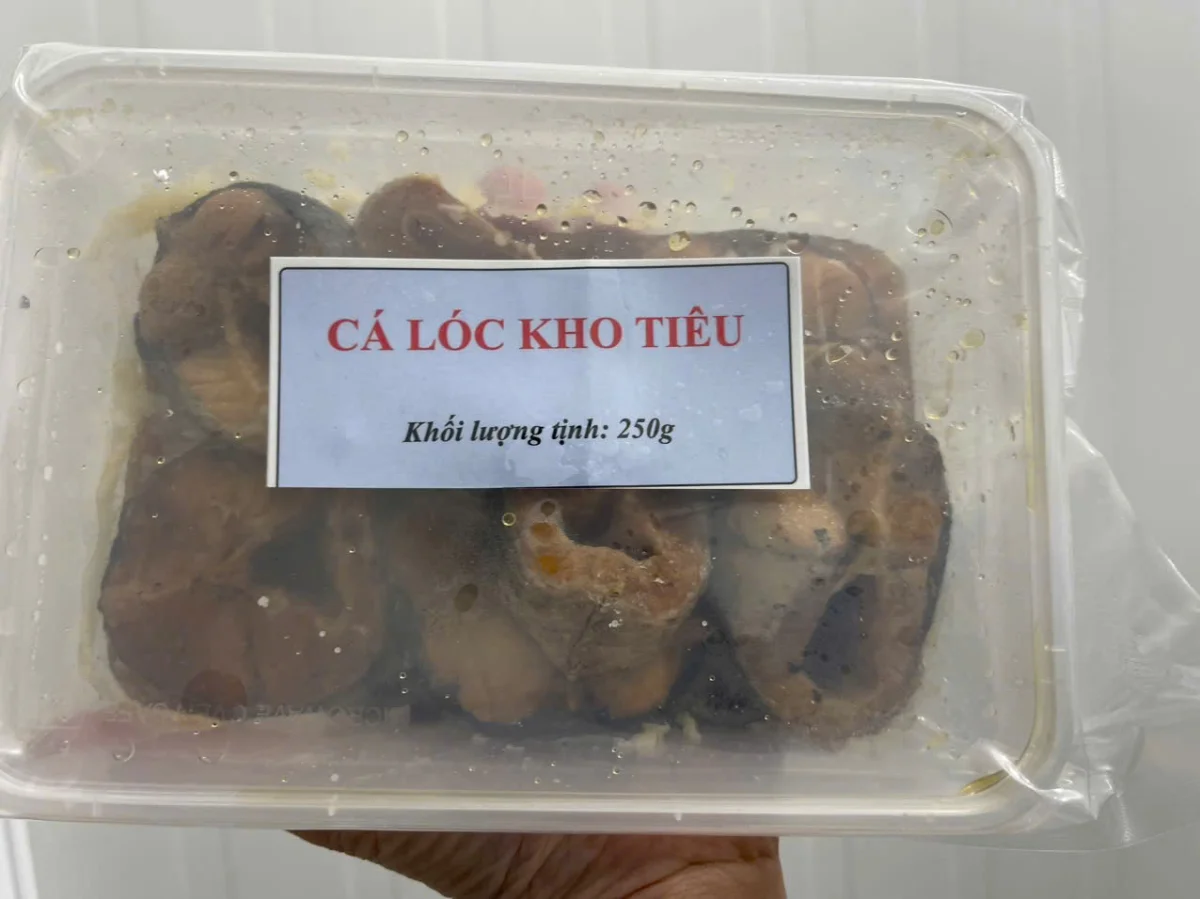 CÁ LÓC KHO TIÊU
Khối lượng tịnh: 250g